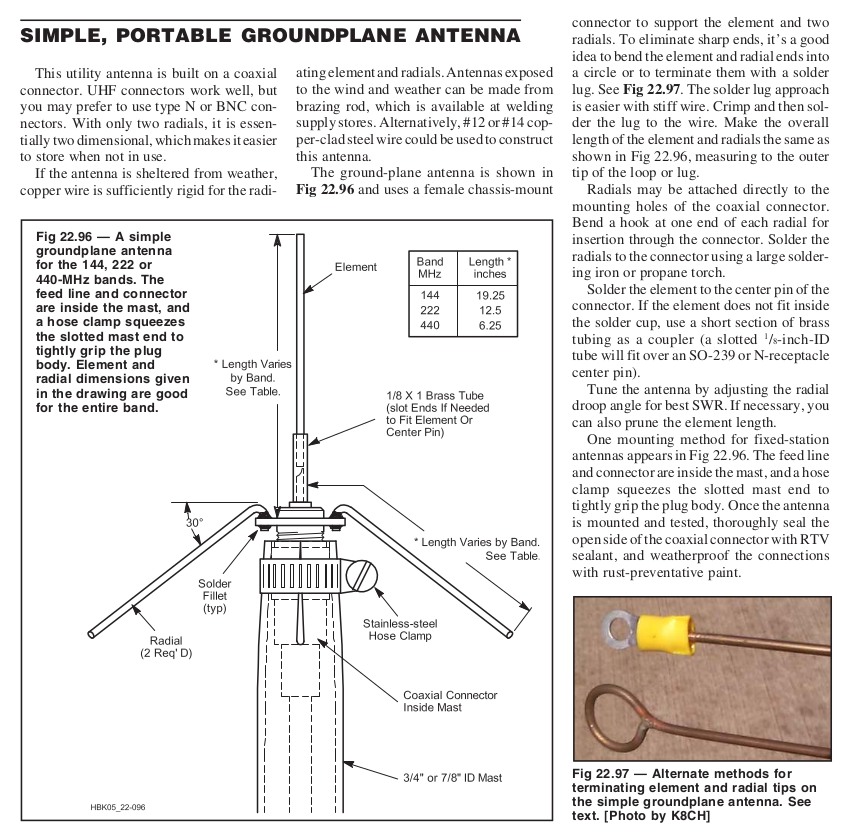 SIMPLE, PORTABLE GROUNDPLANE ANTENNA
This utility antenna is built on a coaxial
connector. UHF connectors work well, but
you may prefer to use type N or BNC con-
nectors. With only two radials, it is essen-
tially two dimensional, which makes it easier
to store when not in use.
If the antenna is sheltered from weather,
copper wire is sufficiently rigid for the radi-
ating element and radials. Antennas exposed
to the wind and weather can be made from
brazing rod, which is available at welding
supply stores. Alternatively, #12 or #14 cop-
per-clad steel wire could be used to construct
this antenna.
The ground-plane antenna is shown in
Fig 22.96 and uses a female chassis-mount
connector to support the element and two
radials. To eliminate sharp ends, it's a good
idea to bend the element and radial ends into
a circle or to terminate them with a solder
lug. See Fig 22.97. The solder lug approach
is easier with stiff wire. Crimp and then sol-
der the lug to the wire. Make the overall
length of the element and radials the same as
shown in Fig 22.96, measuring to the outer
tip of the loop or lug.
Radials may be attached directly to the
mounting holes of the coaxial connector.
Bend a hook at one end of each radial for
insertion through the connector. Solder the
radials to the connector using a large solder-
ing iron or propane torch.
Solder the element to the center pin of the
connector. If the element does not fit inside
the solder cup, use a short section of brass
tubing as a coupler (a slotted 1/8-inch-ID
tube will fit over an SO-239 or N-receptacle
center pin).
Tune the antenna by adjusting the radial
droop angle for best SWR. If necessary, you
can also prune the element length.
One mounting method for fixed-station
antennas appears in Fig 22.96. The feed line
and connector are inside the mast, and a hose
clamp squeezes the slotted mast end to
tightly grip the plug body. Once the antenna
is mounted and tested, thoroughly seal the
open side of the coaxial connector with RTV
sealant, and weatherproof the connections
with rust-preventative paint.
Fig 22.96 — A simple
groundplane antenna
for the 144, 222 or
440-MHz bands. The
feed line and connector
are inside the mast, and
a hose clamp squeezes
the slotted mast end to
tightly grip the plug
body. Element and
radial dimensions given
in the drawing are good
for the entire band.
Element
Band Length *
MHz inches
144 19.25
222 12.5
440 6.25
* Length Varies
by Band.
See Table.
1/8 X 1 Brass Tube
(slot Ends If Needed
to Fit Element Or
Center Pin)
30°
* Length Varies by Band.
See Table.
Solder
Fillet
(typ)
Radial
(2 Req' D)
Stainless-steel
Hose Clamp
Coaxial Connector
Inside Mast
3/4" or 7/8" ID Mast
HBK05_22-096
Fig 22.97 — Alternate methods for
terminating element and radial tips on
the simple groundplane antenna. See
text. [Photo by K8CH]